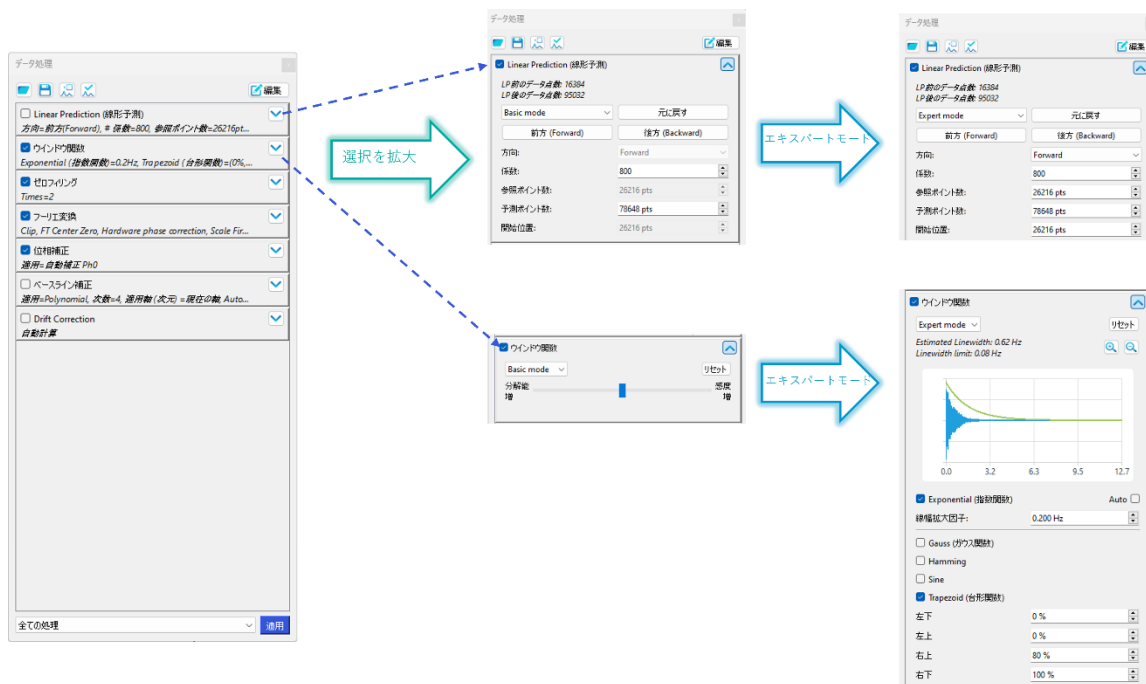 データ処理
編集
Linear Prediction (線形予測)
方向=前方(Forward), # 係数=800, 参照ポイント数=26216pt...
ウインドウ関数
Exponential (指数関数)=0.2Hz, Trapezoid (台形関数)=(0%,...
ゼロフィリング
Times=2
フーリエ変換
Clip, FT Center Zero, Hardware phase correction, Scale Fir...
位相補正
適用=自動補正 Ph0
ベースライン補正
適用=Polynomial, 次数=4, 適用軸 (次元) =現在の軸, Auto...
Drift Correction
自動計算
全ての処理
適用
選択を拡大
データ処理
編集
Linear Prediction (線形予測)
LP 前のデータ点数: 16384
LP 後のデータ点数: 95032
Basic mode
元に戻す
前方 (Forward)
後方 (Backward)
方向:
Forward
係数:
800
参照ポイント数:
26216 pts
予測ポイント数:
78648 pts
開始位置:
26216 pts
エキスパートモード
データ処理
編集
Linear Prediction (線形予測)
LP 前のデータ点数: 16384
LP 後のデータ点数: 95032
Expert mode
元に戻す
前方 (Forward)
後方 (Backward)
方向:
Forward
係数:
800
参照ポイント数:
26216 pts
予測ポイント数:
78648 pts
開始位置:
26216 pts
ウインドウ関数
Basic mode
リセット
分解能
増
感度
増
エキスパートモード
ウインドウ関数
Expert mode
リセット
Estimated Linewidth: 0.62 Hz
Linewidth limit: 0.08 Hz
0.0 3.2 6.3 9.5 12.7
Exponential (指数関数)
Auto
線幅拡大因子:
0.200 Hz
Gauss (ガウス関数)
Hamming
Sine
Trapezoid (台形関数)
左下
0 %
左上
0 %
右上
80 %
右下
100 %